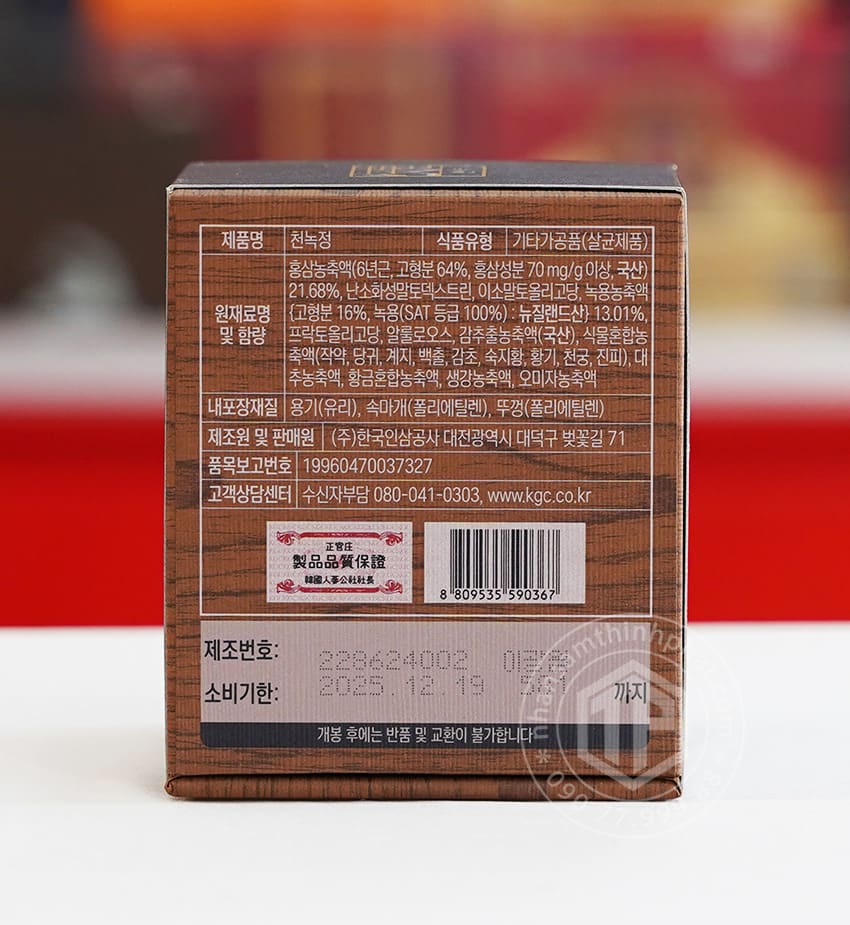 제품명 천녹정 식품유형 기타가공품(살균제품)
원재료명 및 함량
홍삼농축액(6년근, 고형분 64%, 홍삼성분 70 mg/g 이상, 국산)
21.68%, 난소화성말토덱스트린, 이소말토올리고당, 녹용농축액
{고형분 16%, 녹용(SAT 등급 100%) : 뉴질랜드산} 13.01%,
프락토올리고당, 알룰로오스, 감추출농축액(국산), 식물혼합농
축액(작약, 당귀, 계지, 백출, 감초, 숙지황, 황기, 천궁, 진피), 대
추농축액, 황금혼합농축액, 생강농축액, 오미자농축액
내포장재질 용기(유리), 속마개(폴리에틸렌), 뚜껑(폴리에틸렌)
제조원 및 판매원 (주)한국인삼공사 대전광역시 대덕구 벚꽃길 71
품목보고번호 19960470037327
고객상담센터 수신자부담 080-041-0303, www.kgc.co.kr
正官庄
製品品質保證
韓國人蔘公社社長
8 809535 590367
제조번호: 228624002
소비기한: 2025.12.19 까지
개봉 후에는 반품 및 교환이 불가합니다